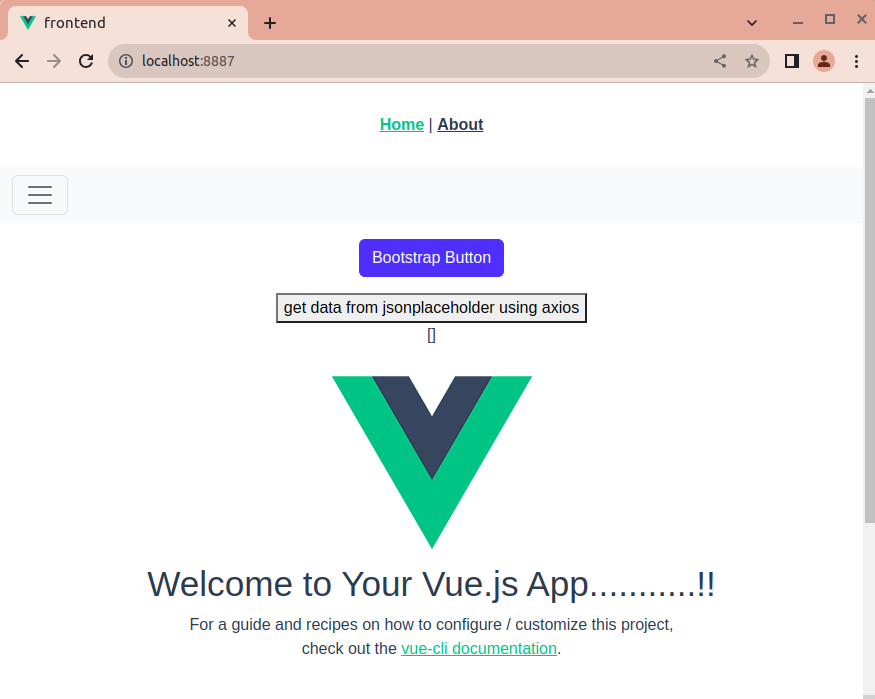 frontend
localhost:8887
Home | About
Bootstrap Button
get data from jsonplaceholder using axios
[]
Welcome to Your Vue.js App...........!!
For a guide and recipes on how to configure / customize this project,
check out the vue-cli documentation.